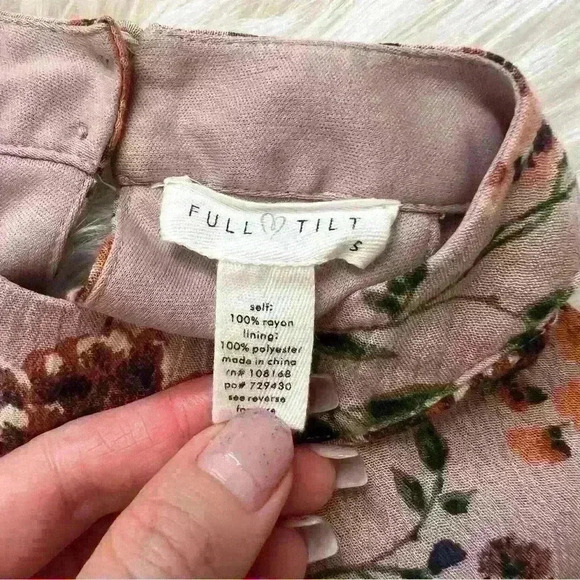 FULL TILT
S
self:
100% rayon
lining:
100% polyester
made in china
rn# 108168
po# 729430
see reverse